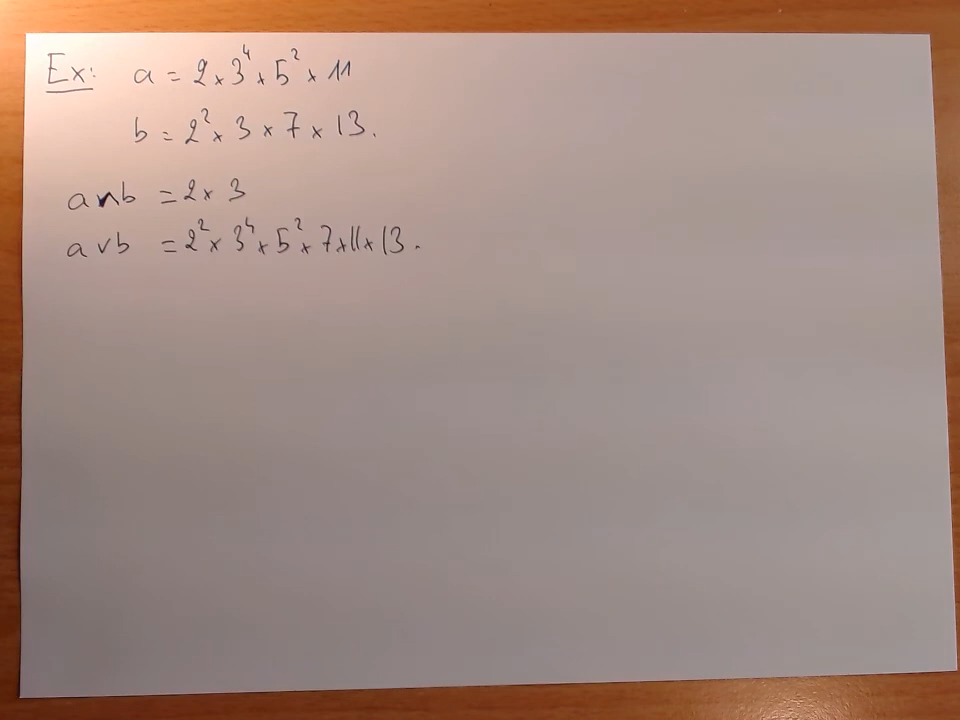 Ex: a = 2 × 3⁴ × 5² × 11
b = 2² × 3 × 7 × 13.
a ∧ b = 2 × 3
a ∨ b = 2² × 3⁴ × 5² × 7 × 11 × 13.